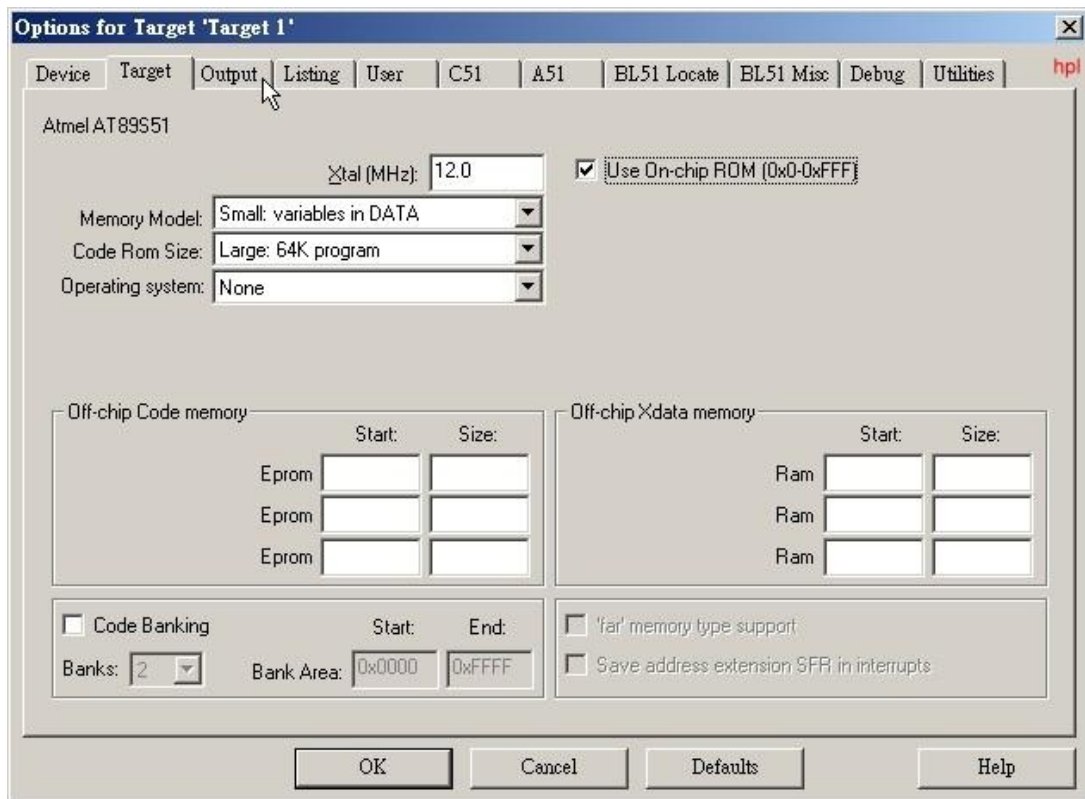 Options for Target 'Target 1'
Device Target Output Listing User C51 A51 BL51 Locate BL51 Misc Debug Utilities hpl
Atmel AT89S51
Xtal (MHz): 12.0 Use On-chip ROM (0x0-0xFFF)
Memory Model: Small: variables in DATA
Code Rom Size: Large: 64K program
Operating system: None
Off-chip Code memory Off-chip Xdata memory
Start: Size: Start: Size:
Eprom Ram
Eprom Ram
Eprom Ram
Code Banking Start: End: 'far' memory type support
Banks: 2 Bank Area: 0x0000 0xFFFF Save address extension SFR in interrupts
OK Cancel Defaults Help